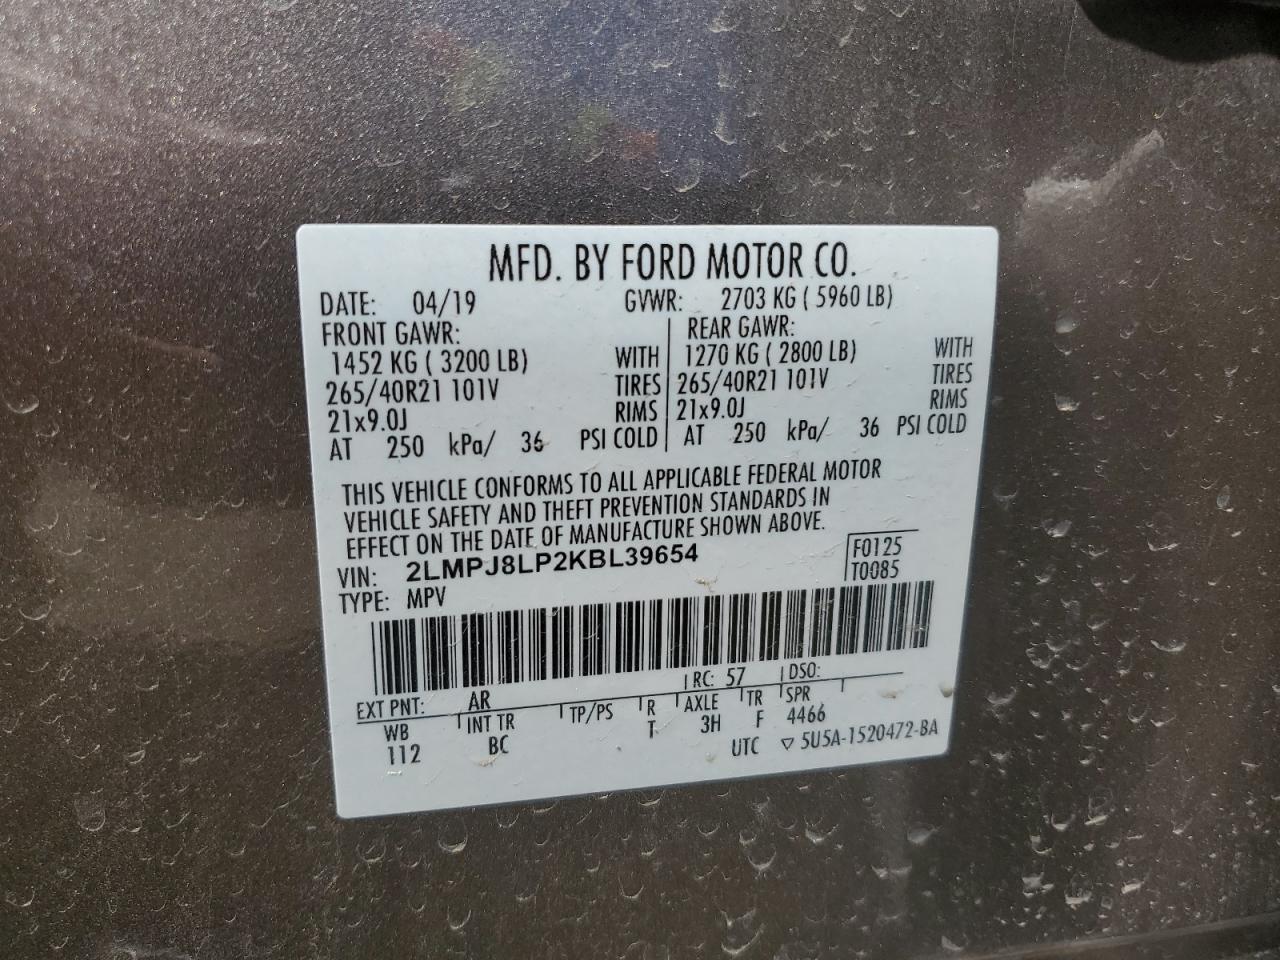 MFD. BY FORD MOTOR CO.
DATE: 04/19 GVWR: 2703 KG ( 5960 LB)
FRONT GAWR: REAR GAWR:
1452 KG ( 3200 LB) WITH 1270 KG ( 2800 LB) WITH
265/40R21 101V TIRES 265/40R21 101V TIRES
21x9.0J RIMS 21x9.0J RIMS
AT 250 kPa/ 36 PSI COLD AT 250 kPa/ 36 PSI COLD
THIS VEHICLE CONFORMS TO ALL APPLICABLE FEDERAL MOTOR
VEHICLE SAFETY AND THEFT PREVENTION STANDARDS IN
EFFECT ON THE DATE OF MANUFACTURE SHOWN ABOVE.
VIN: 2LMPJ8LP2KBL39654 F0125
TYPE: MPV T0085
EXT PNT: AR RC: 57 DSO:
WB INT TR TP/PS R AXLE TR SPR
112 BC T 3H F 4466
UTC ▽ 5U5A-1520472-BA